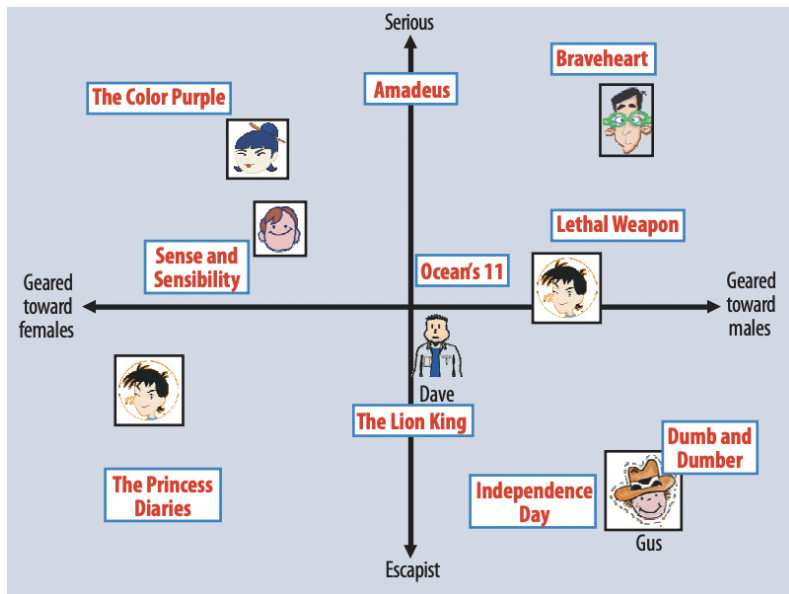 Serious
Braveheart
Amadeus
The Color Purple
Lethal Weapon
Sense and
Sensibility
Ocean's 11
Geared
toward
females
Geared
toward
males
Dave
The Lion King
Dumb and
Dumber
The Princess
Diaries
Independence
Day
Gus
Escapist